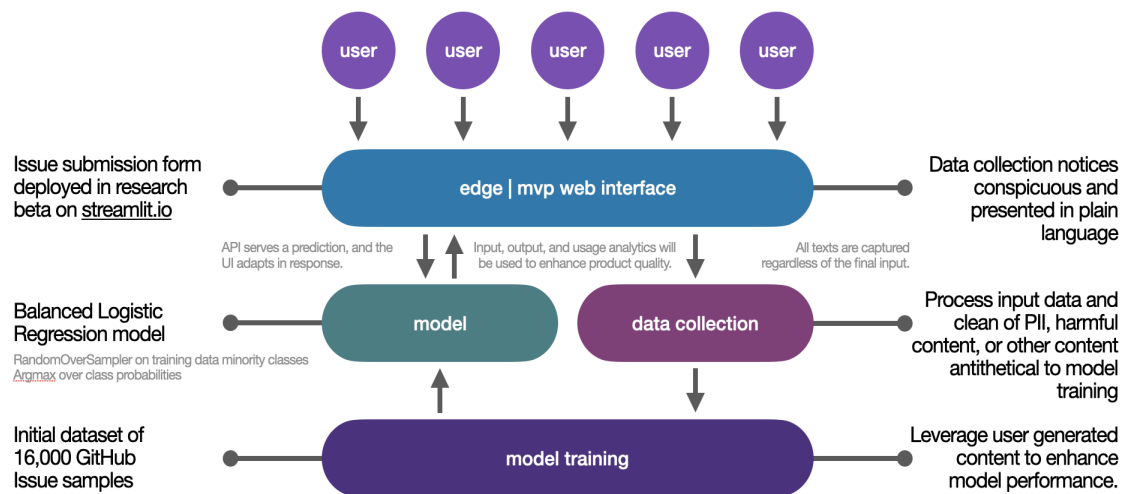 user
user
user
user
user
Issue submission form
deployed in research
beta on streamlit.io
edge | mvp web interface
Data collection notices
conspicuous and
presented in plain
language
API serves a prediction, and the
UI adapts in response.
Input, output, and usage analytics will
be used to enhance product quality.
All texts are captured
regardless of the final input.
Balanced Logistic
Regression model
RandomOverSampler on training data minority classes
Argmax over class probabilities
model
data collection
Process input data and
clean of PII, harmful
content, or other content
antithetical to model
training
Initial dataset of
16,000 GitHub
Issue samples
model training
Leverage user generated
content to enhance
model performance.